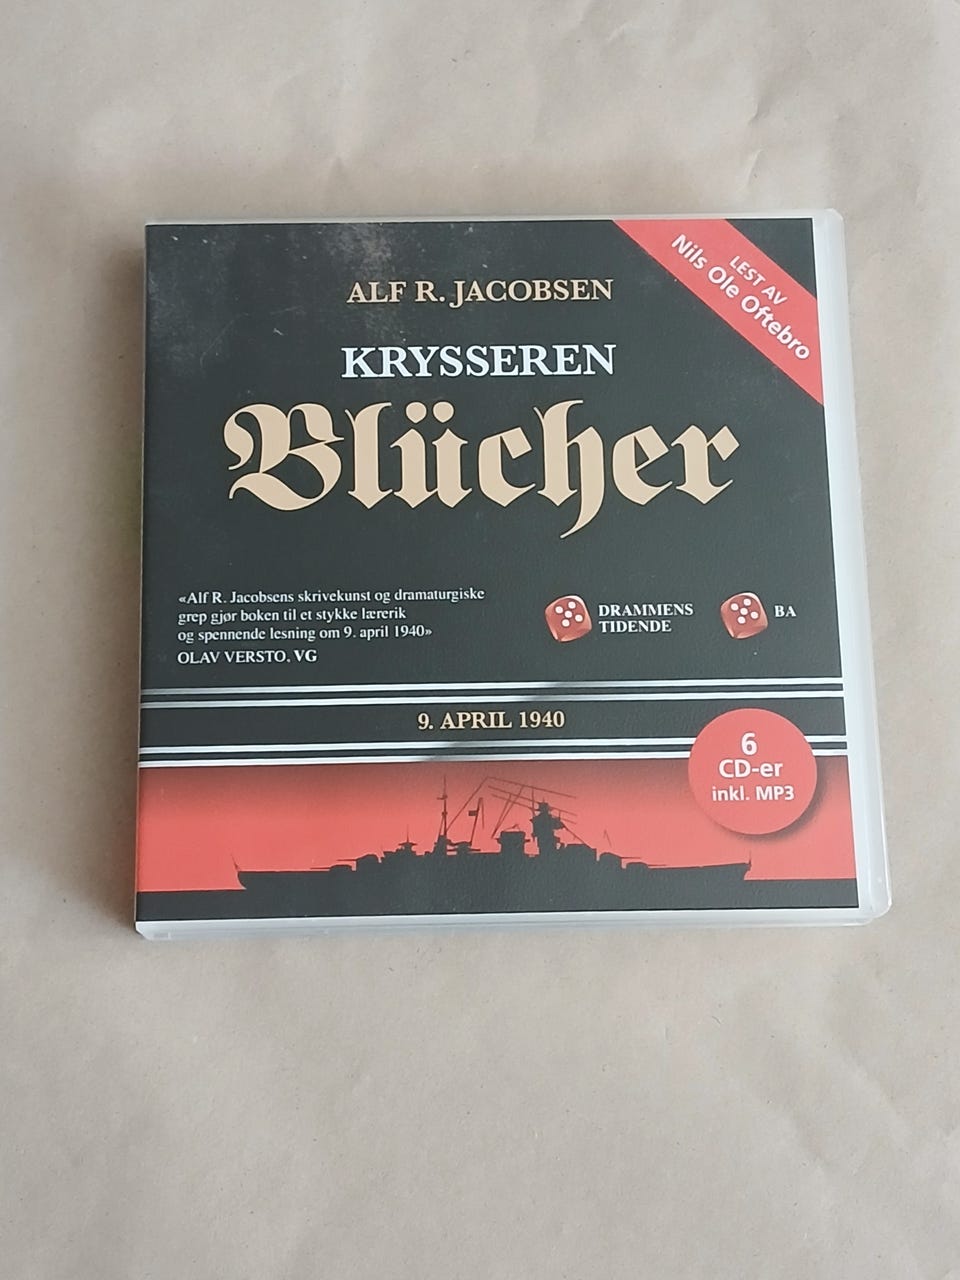 LEST AV
Nils Ole Oftebro
ALF R. JACOBSEN
KRYSSEREN
Blücher
«Alf R. Jacobsens skrivekunst og dramaturgiske
grep gjør boken til et stykke lærerik
og spennende lesning om 9. april 1940»
OLAV VERSTO, VG
DRAMMENS
TIDENDE
BA
9. APRIL 1940
6
CD-er
inkl. MP3